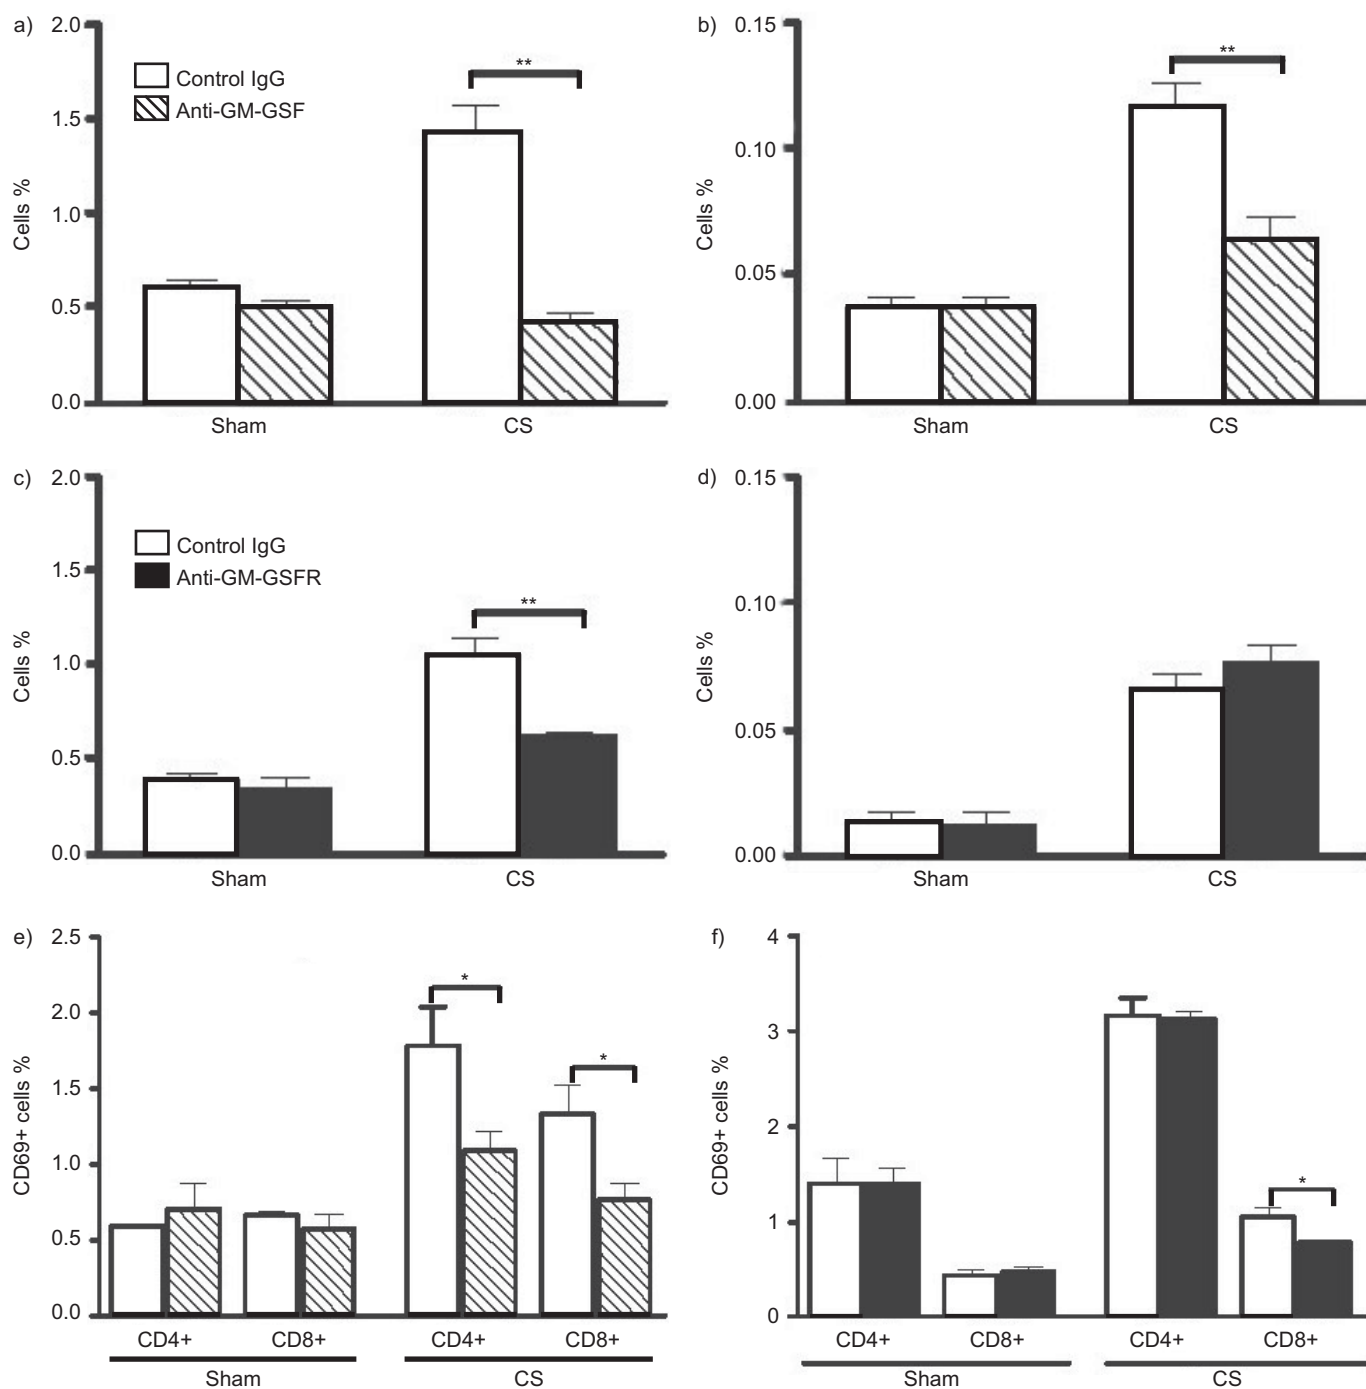 a)
2.0
1.5
1.0
0.5
0.0
Cells %
Control IgG
Anti-GM-GSF
**
Sham
CS
b)
0.15
0.10
0.05
0.00
Cells %
**
Sham
CS
c)
2.0
1.5
1.0
0.5
0.0
Cells %
Control IgG
Anti-GM-GSFR
**
Sham
CS
d)
0.15
0.10
0.05
0.00
Cells %
Sham
CS
e)
2.5
2.0
1.5
1.0
0.5
0.0
CD69+ cells %
*
*
CD4+
CD8+
CD4+
CD8+
Sham
CS
f)
4
3
2
1
0
CD69+ cells %
*
CD4+
CD8+
CD4+
CD8+
Sham
CS